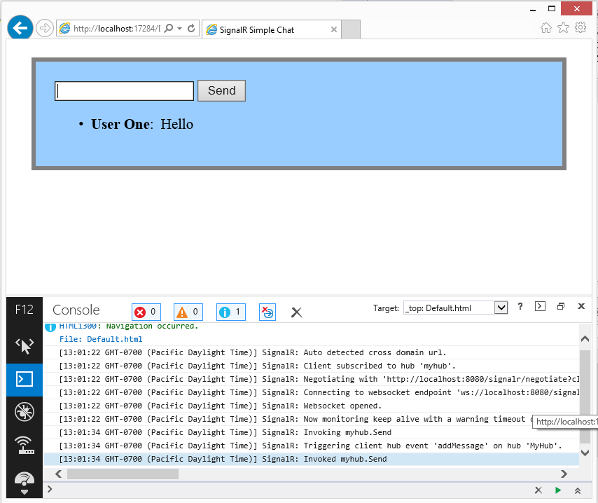 http://localhost:17284/
SignalR Simple Chat
Send
• User One: Hello
F12
Console
0
0
1
Target: _top: Default.html
?
HTML1300: Navigation occurred.
File: Default.html
[13:01:22 GMT-0700 (Pacific Daylight Time)] SignalR: Auto detected cross domain url.
[13:01:22 GMT-0700 (Pacific Daylight Time)] SignalR: Client subscribed to hub 'myhub'.
[13:01:22 GMT-0700 (Pacific Daylight Time)] SignalR: Negotiating with 'http://localhost:8080/signalr/negotiate?cl
[13:01:22 GMT-0700 (Pacific Daylight Time)] SignalR: Connecting to websocket endpoint 'ws://localhost:8080/signal
[13:01:22 GMT-0700 (Pacific Daylight Time)] SignalR: Websocket opened.
[13:01:22 GMT-0700 (Pacific Daylight Time)] SignalR: Now monitoring keep alive with a warning timeout
http://localhost:1
[13:01:34 GMT-0700 (Pacific Daylight Time)] SignalR: Invoking myhub.Send
[13:01:34 GMT-0700 (Pacific Daylight Time)] SignalR: Triggering client hub event 'addMessage' on hub 'MyHub'.
[13:01:34 GMT-0700 (Pacific Daylight Time)] SignalR: Invoked myhub.Send